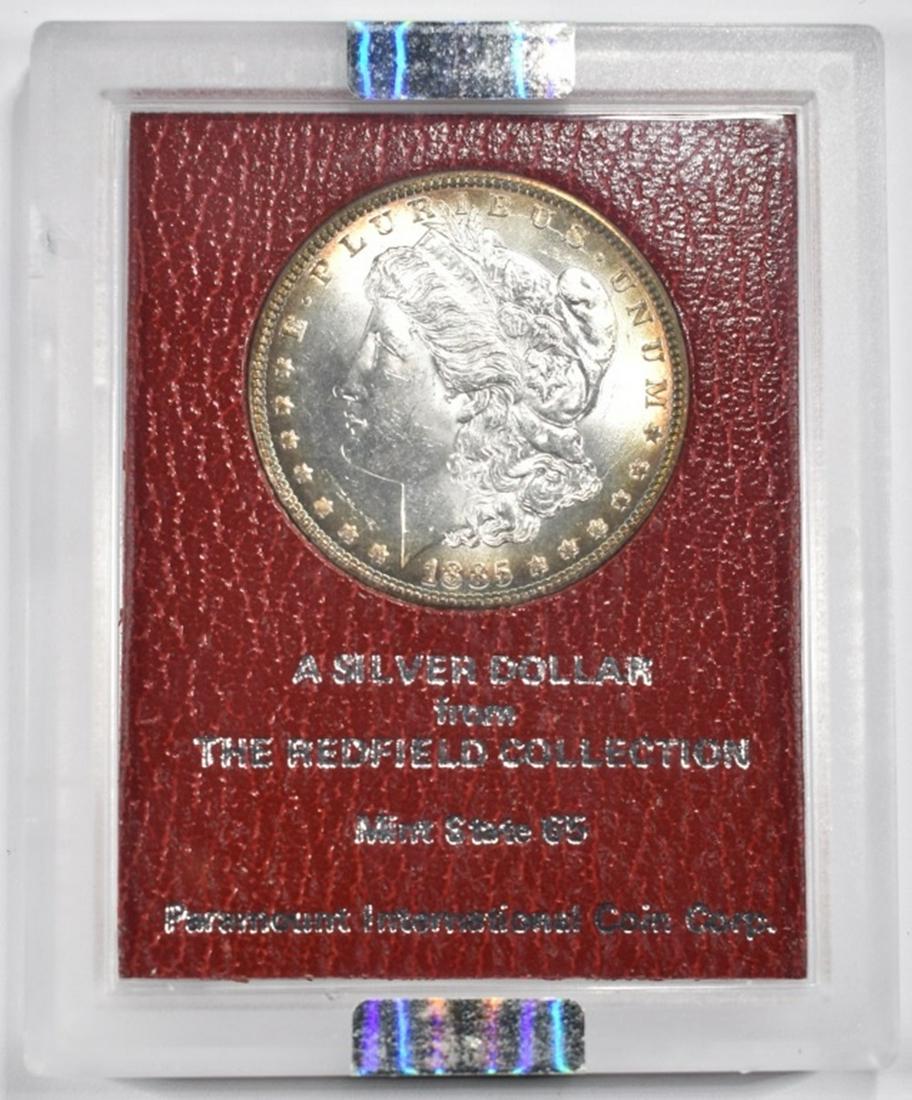 E · PLURIBUS · UNUM
1885
A SILVER DOLLAR
from
THE REDFIELD COLLECTION
Mint State 65
Paramount International Coin Corp.